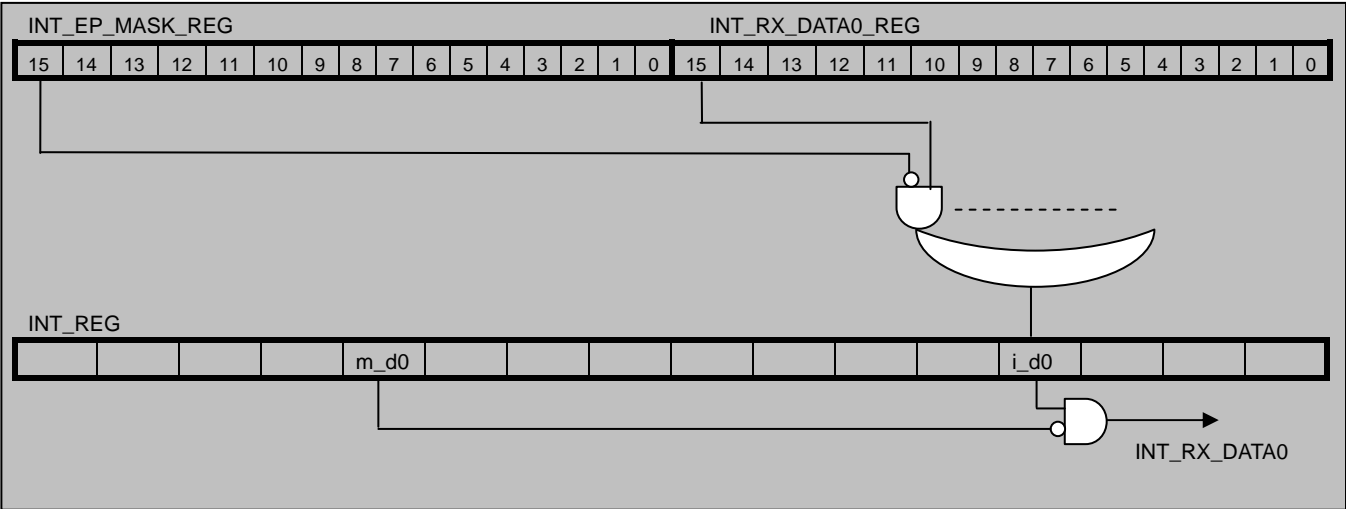 INT_EP_MASK_REG INT_RX_DATA0_REG
15 14 13 12 11 10 9 8 7 6 5 4 3 2 1 0 15 14 13 12 11 10 9 8 7 6 5 4 3 2 1 0
INT_REG
m_d0 i_d0
INT_RX_DATA0